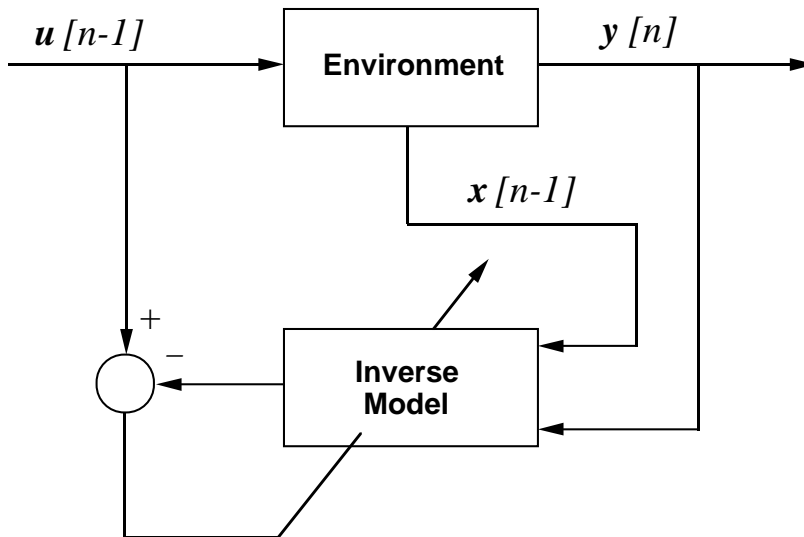 u [n-1]
Environment
y [n]
x [n-1]
+
−
Inverse
Model